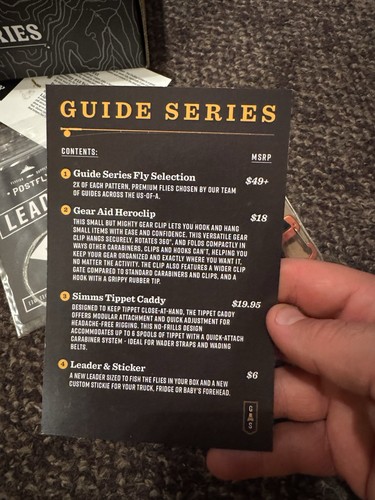 RIES
POSTFLY
LEAD
GUIDE SERIES
CONTENTS: MSRP
1 Guide Series Fly Selection $49+
2X OF EACH PATTERN, PREMIUM FLIES CHOSEN BY OUR TEAM
OF GUIDES ACROSS THE US-OF-A.
2 Gear Aid Heroclip $18
THIS SMALL BUT MIGHTY GEAR CLIP LETS YOU HOOK AND HANG
SMALL ITEMS WITH EASE AND CONFIDENCE. THIS VERSATILE GEAR
CLIP HANGS SECURELY, ROTATES 360°, AND FOLDS COMPACTLY IN
WAYS OTHER CARABINERS, CLIPS AND HOOKS CAN'T, HELPING YOU
KEEP YOUR GEAR ORGANIZED AND EXACTLY WHERE YOU WANT IT,
NO MATTER THE ACTIVITY. THE CLIP ALSO FEATURES A WIDER CLIP
GATE COMPARED TO STANDARD CARABINERS AND CLIPS, AND A
HOOK WITH A GRIPPY RUBBER TIP.
3 Simms Tippet Caddy $19.95
DESIGNED TO KEEP TIPPET CLOSE-AT-HAND, THE TIPPET CADDY
OFFERS MODULAR ATTACHMENT AND QUICK ADJUSTMENT FOR
HEADACHE-FREE RIGGING. THIS NO-FRILLS DESIGN
ACCOMMODATES UP TO 6 SPOOLS OF TIPPET WITH A QUICK-ATTACH
CARABINER SYSTEM - IDEAL FOR WADER STRAPS AND WADING
BELTS.
4 Leader & Sticker $6
A NEW LEADER SIZED TO FISH THE FLIES IN YOUR BOX AND A NEW
CUSTOM STICKIE FOR YOUR TRUCK, FRIDGE OR BABY'S FOREHEAD.